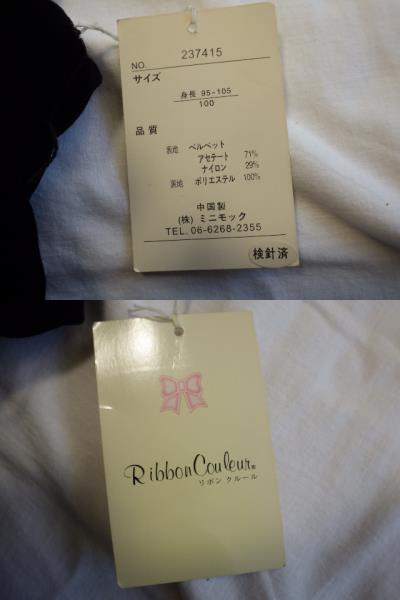 NO. 237415
サイズ
身長 95-105
100
品質
表地 ベルベット
アセテート 71%
ナイロン 29%
裏地 ポリエステル 100%
中国製
(株) ミニモック
TEL. 06-6268-2355
検針済
Ribbon Couleur®
リボン クルール